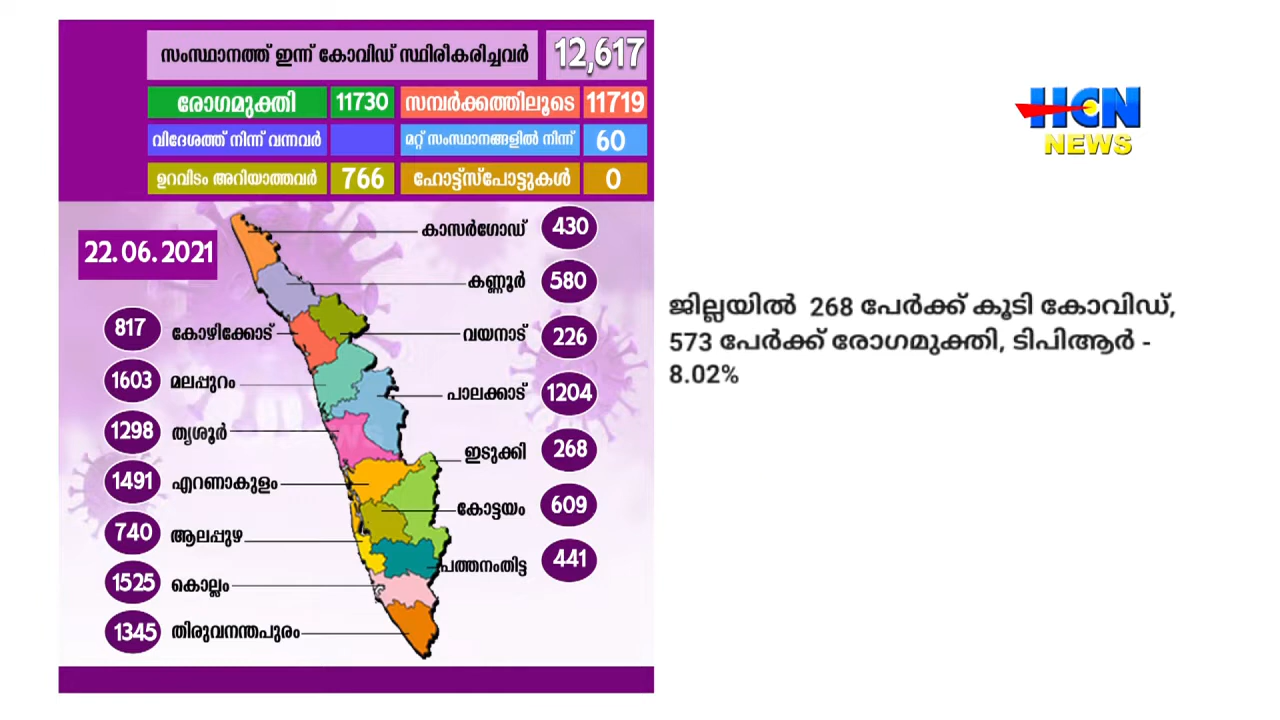 സംസ്ഥാനത്ത് ഇന്ന് കോവിഡ് സ്ഥിരീകരിച്ചവർ 12,617
രോഗമുക്തി 11730 സമ്പർക്കത്തിലൂടെ 11719
വിദേശത്ത് നിന്ന് വന്നവർ മറ്റ് സംസ്ഥാനങ്ങളിൽ നിന്ന് 60
ഉറവിടം അറിയാത്തവർ 766 ഹോട്ട്സ്പോട്ടുകൾ 0
22.06.2021
കാസർഗോഡ് 430
കണ്ണൂർ 580
817 കോഴിക്കോട് വയനാട് 226
1603 മലപ്പുറം പാലക്കാട് 1204
1298 തൃശൂർ ഇടുക്കി 268
1491 എറണാകുളം കോട്ടയം 609
740 ആലപ്പുഴ പത്തനംതിട്ട 441
1525 കൊല്ലം
1345 തിരുവനന്തപുരം
HCN
NEWS
ജില്ലയിൽ 268 പേർക്ക് കൂടി കോവിഡ്,
573 പേർക്ക് രോഗമുക്തി, ടിപിആർ -
8.02%